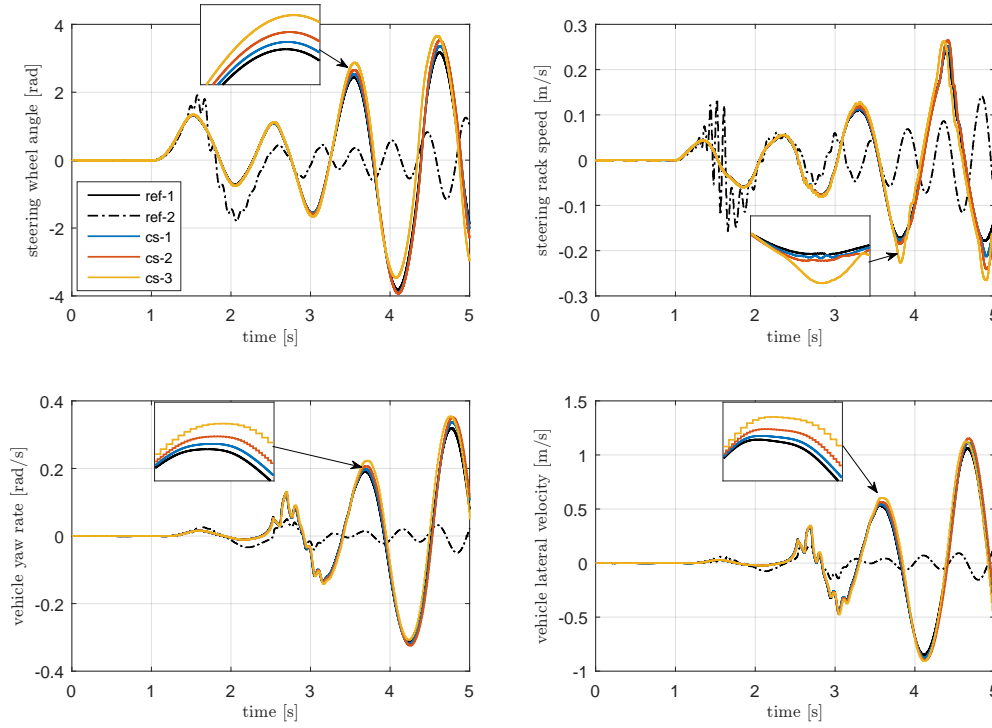 4
2
0
-2
-4
steering wheel angle [rad]
ref-1
ref-2
cs-1
cs-2
cs-3
0 1 2 3 4 5
time [s]
0.3
0.2
0.1
0
-0.1
-0.2
-0.3
steering rack speed [m/s]
0 1 2 3 4 5
time [s]
0.4
0.2
0
-0.2
-0.4
vehicle yaw rate [rad/s]
0 1 2 3 4 5
time [s]
1.5
1
0.5
0
-0.5
-1
vehicle lateral velocity [m/s]
0 1 2 3 4 5
time [s]